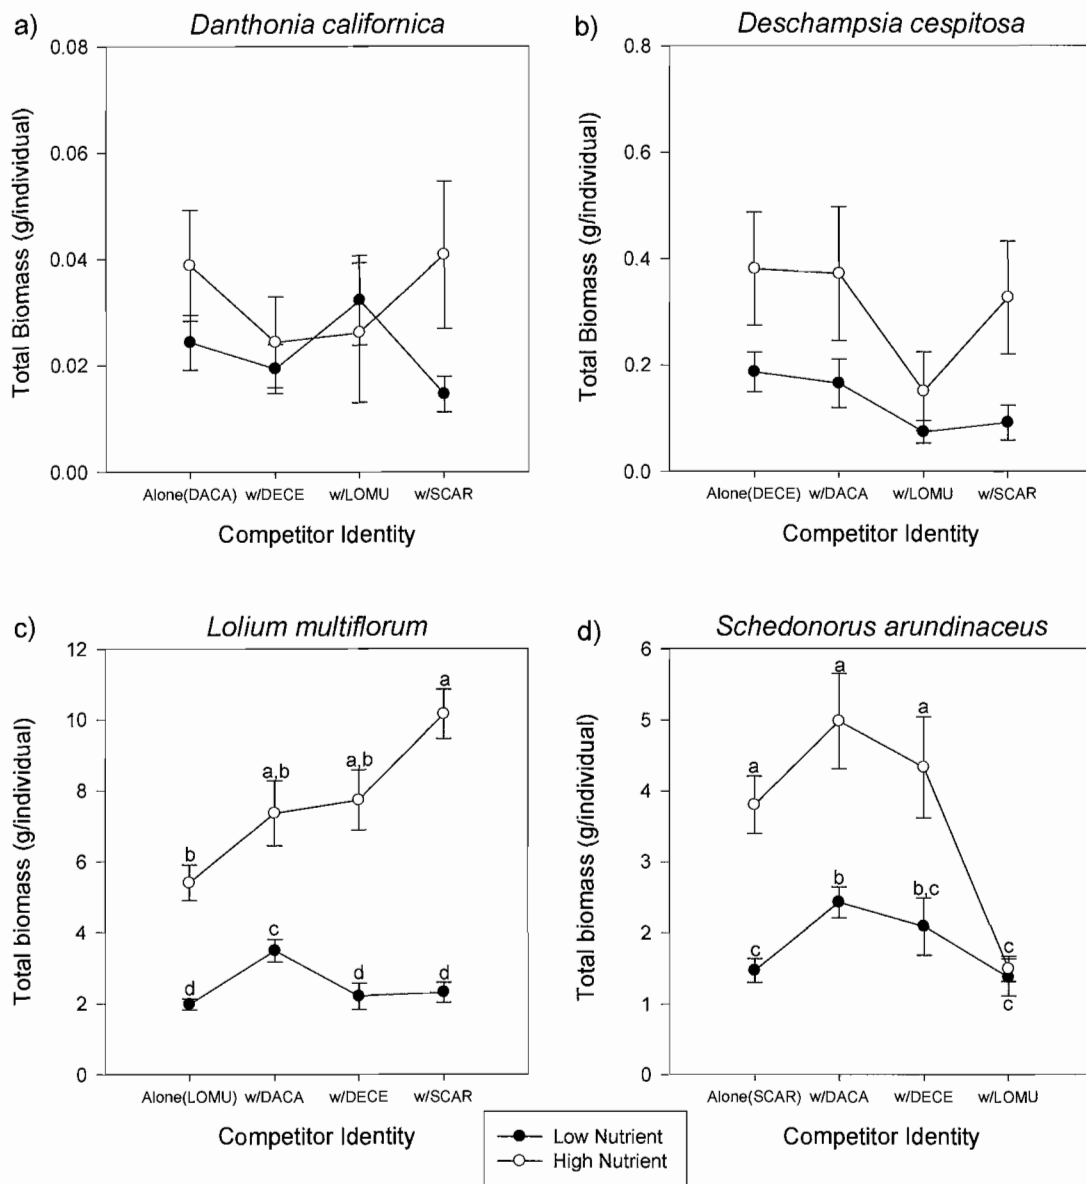 a) Danthonia californica
0.08
0.06
0.04
0.02
0.00
Total Biomass (g/individual)
Alone(DACA) w/DECE w/LOMU w/SCAR
Competitor Identity
b) Deschampsia cespitosa
0.8
0.6
0.4
0.2
0.0
Total Biomass (g/individual)
Alone(DECE) w/DACA w/LOMU w/SCAR
Competitor Identity
c) Lolium multiflorum
12
10
8
6
4
2
0
Total biomass (g/individual)
b
a,b
a,b
a
d
c
d
d
Alone(LOMU) w/DACA w/DECE w/SCAR
Competitor Identity
d) Schedonorus arundinaceus
6
5
4
3
2
1
0
Total biomass (g/individual)
a
a
a
c
c
b
b,c
c
Alone(SCAR) w/DACA w/DECE w/LOMU
Competitor Identity
Low Nutrient
High Nutrient